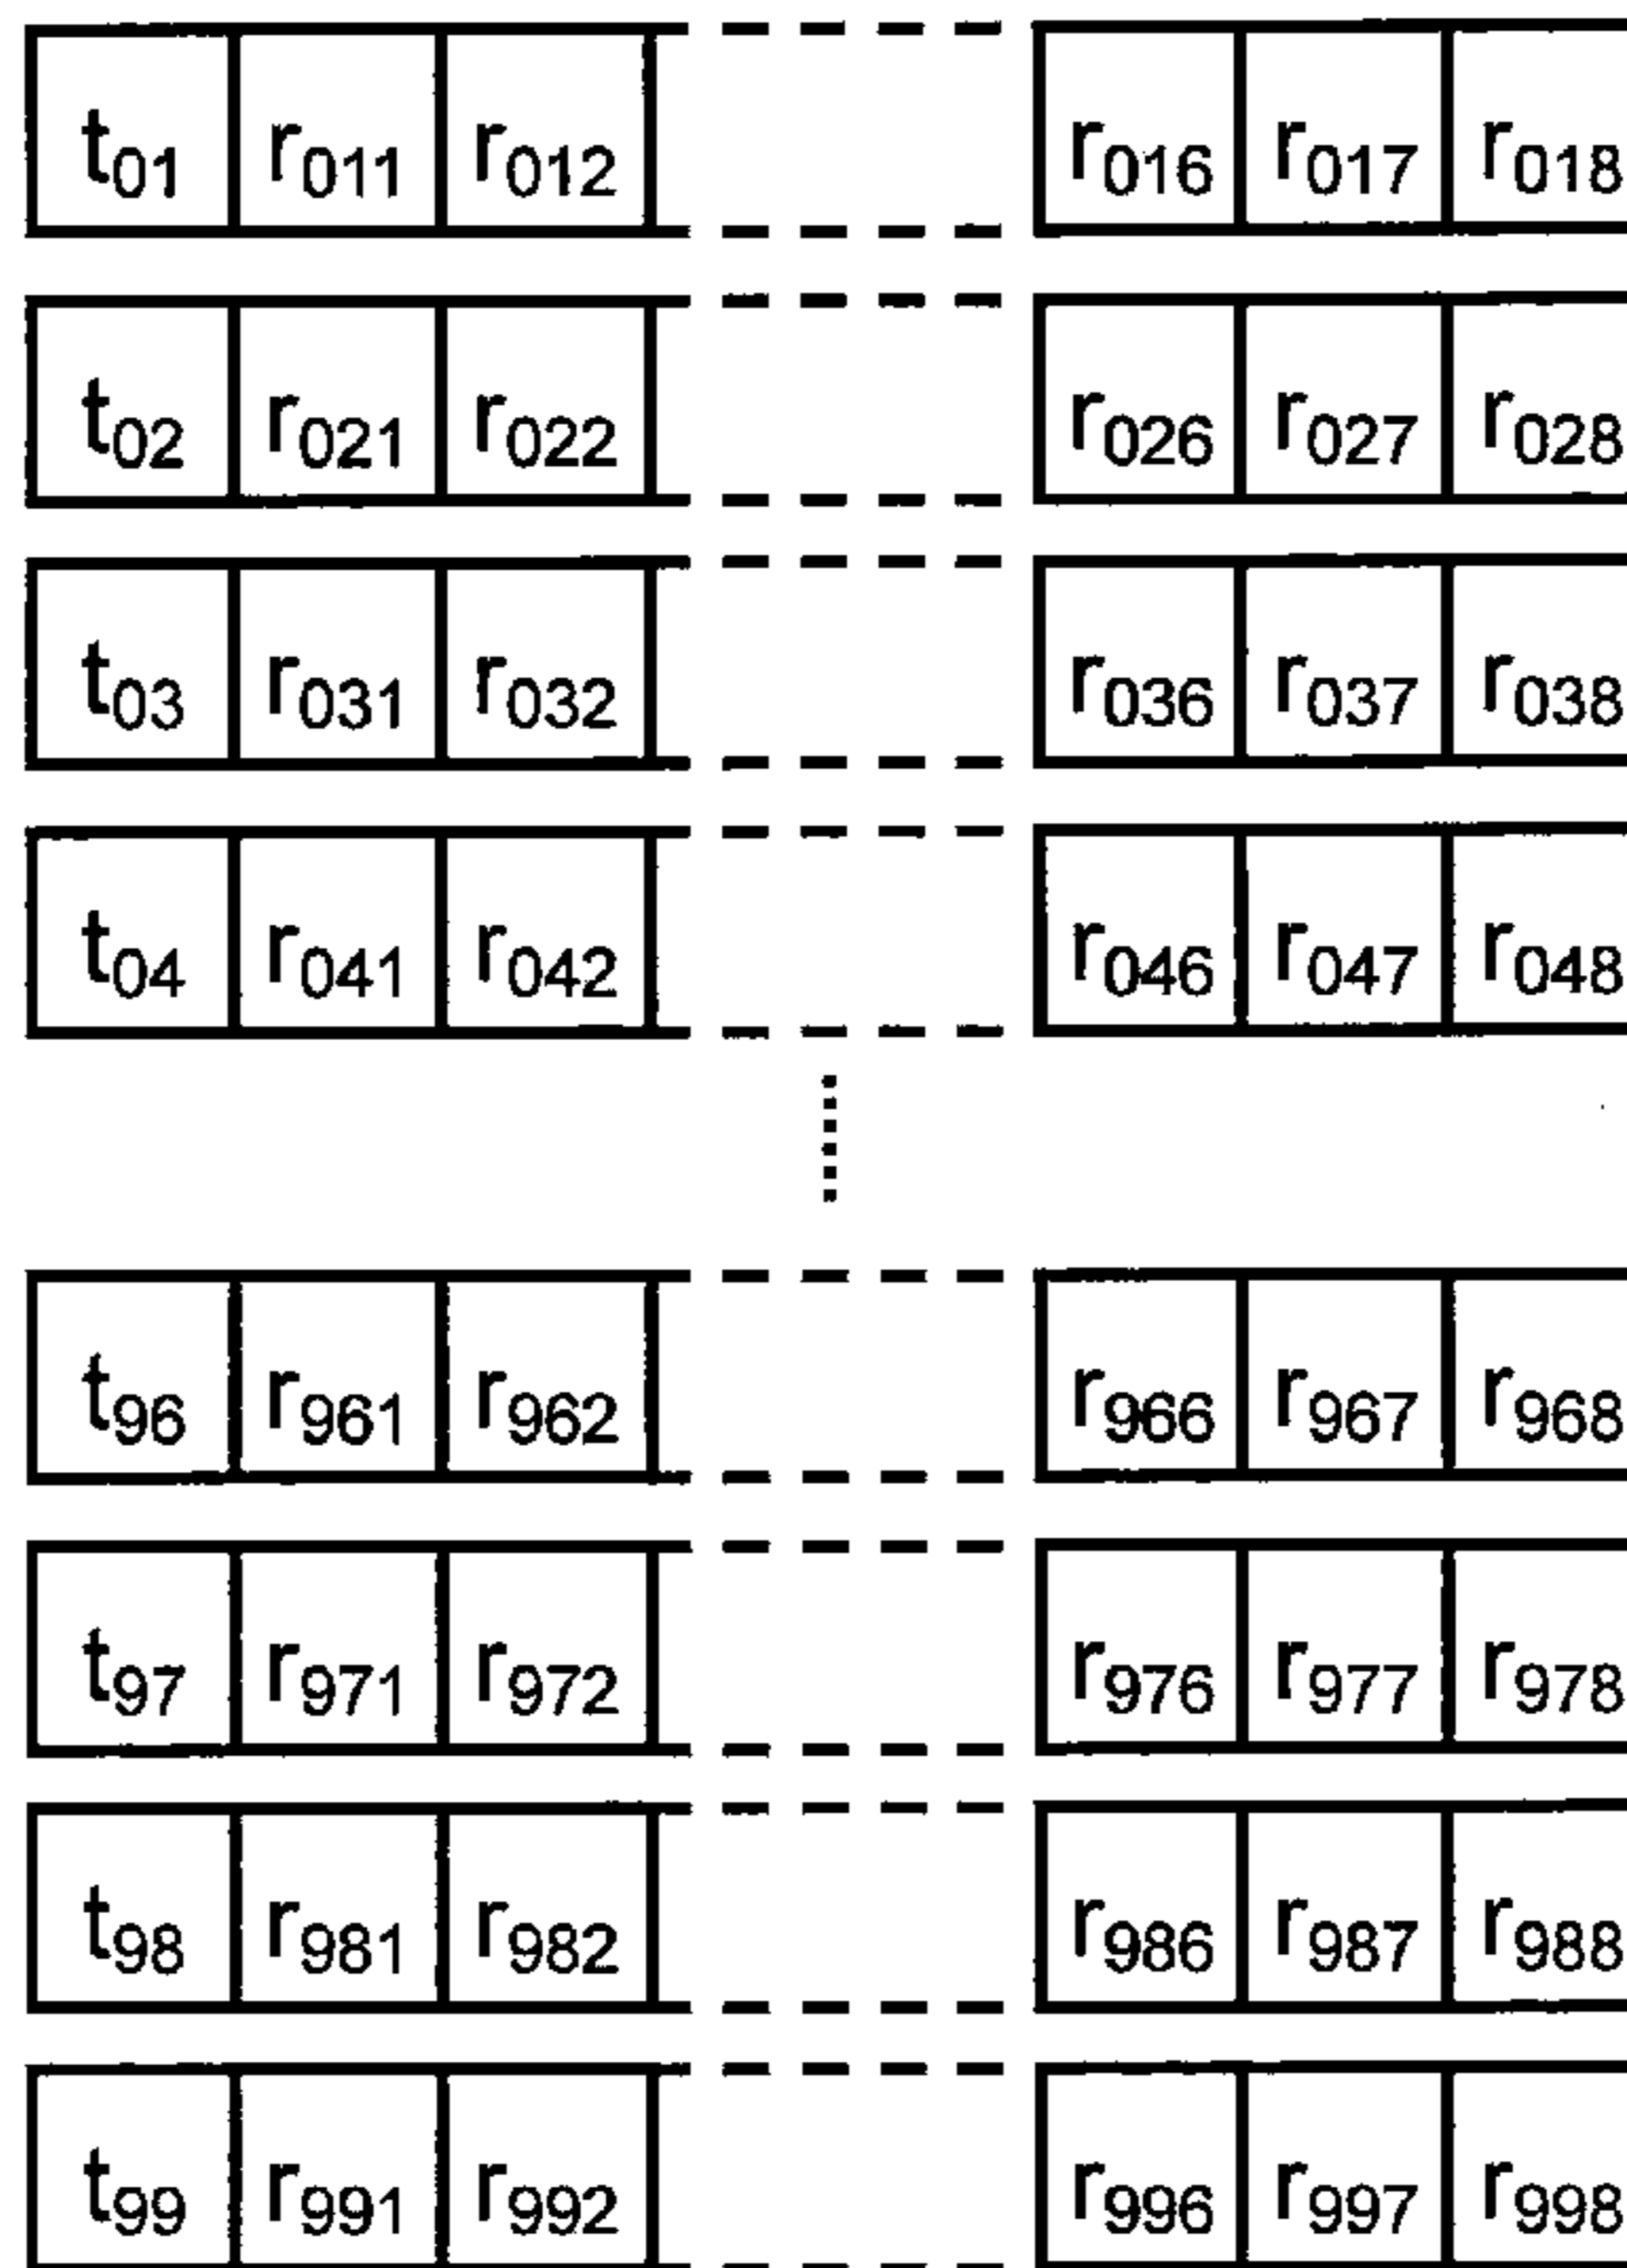 t01 r011 r012 r016 r017 r018
t02 r021 r022 r026 r027 r028
t03 r031 r032 r036 r037 r038
t04 r041 r042 r046 r047 r048
t96 r961 r962 r966 r967 r968
t97 r971 r972 r976 r977 r978
t98 r981 r982 r986 r987 r988
t99 r991 r992 r996 r997 r998